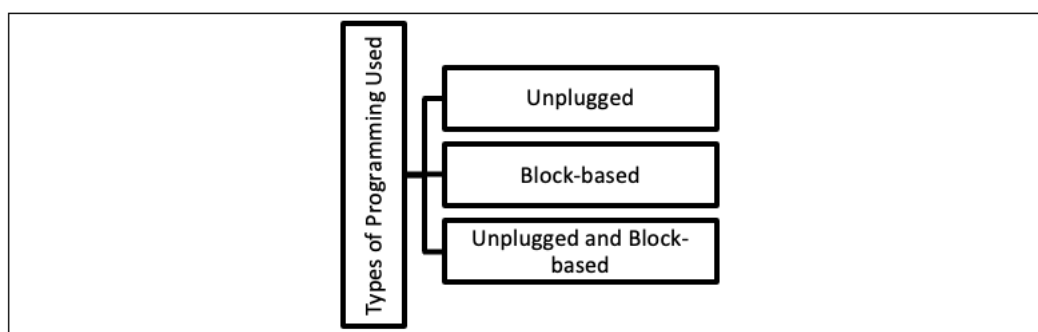 Types of Programming Used
Unplugged
Block-based
Unplugged and Block-
based